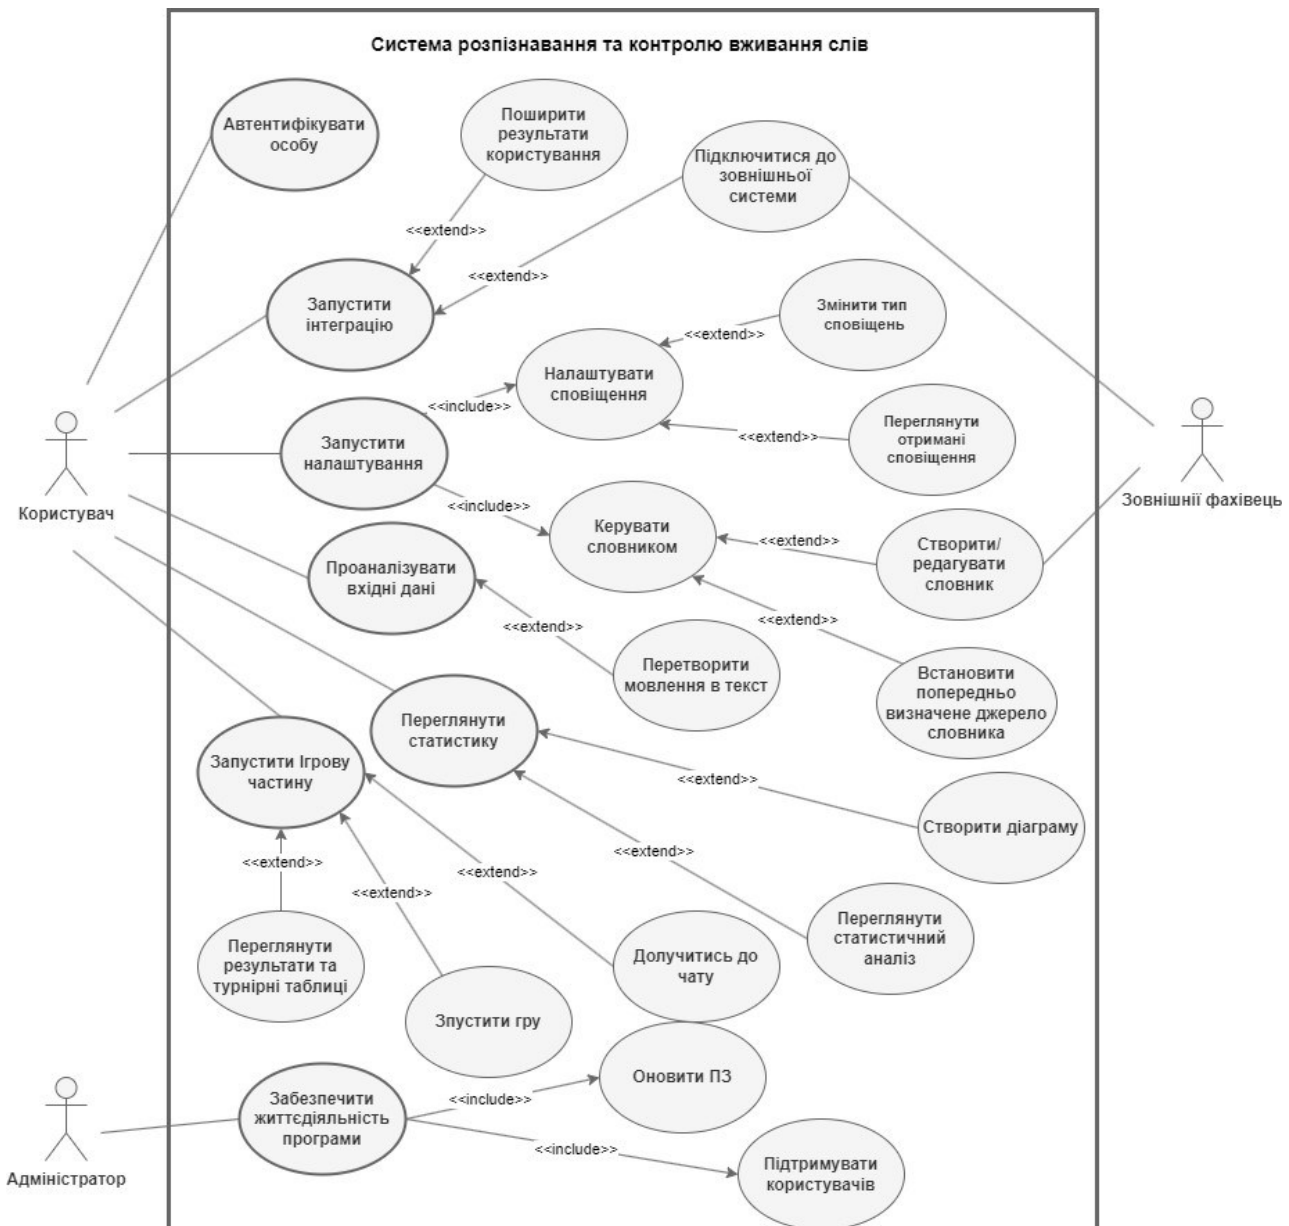 Система розпізнавання та контролю вживання слів
Автентифікувати
особу
Поширити
результати
користування
Підключитися до
зовнішньої
системи
<<extend>>
<<extend>>
Запустити
інтеграцію
Змінити тип
сповіщень
<<extend>>
Налаштувати
сповіщення
<<include>>
Запустити
налаштування
<<extend>>
Переглянути
отримані
сповіщення
Користувач
Зовнішнії фахівець
<<include>>
Керувати
словником
<<extend>>
Створити/
редагувати
словник
Проаналізувати
вхідні дані
<<extend>>
<<extend>>
Перетворити
мовлення в текст
Встановити
попередньо
визначене джерело
словника
Переглянути
статистику
Запустити Ігрову
частину
<<extend>>
Створити діаграму
<<extend>>
<<extend>>
<<extend>>
<<extend>>
Переглянути
результати та
турнірні таблиці
Зпустити гру
Долучитись до
чату
Переглянути
статистичний
аналіз
Оновити ПЗ
Забезпечити
життєдіяльність
програми
<<include>>
<<include>>
Підтримувати
користувачів
Адміністратор